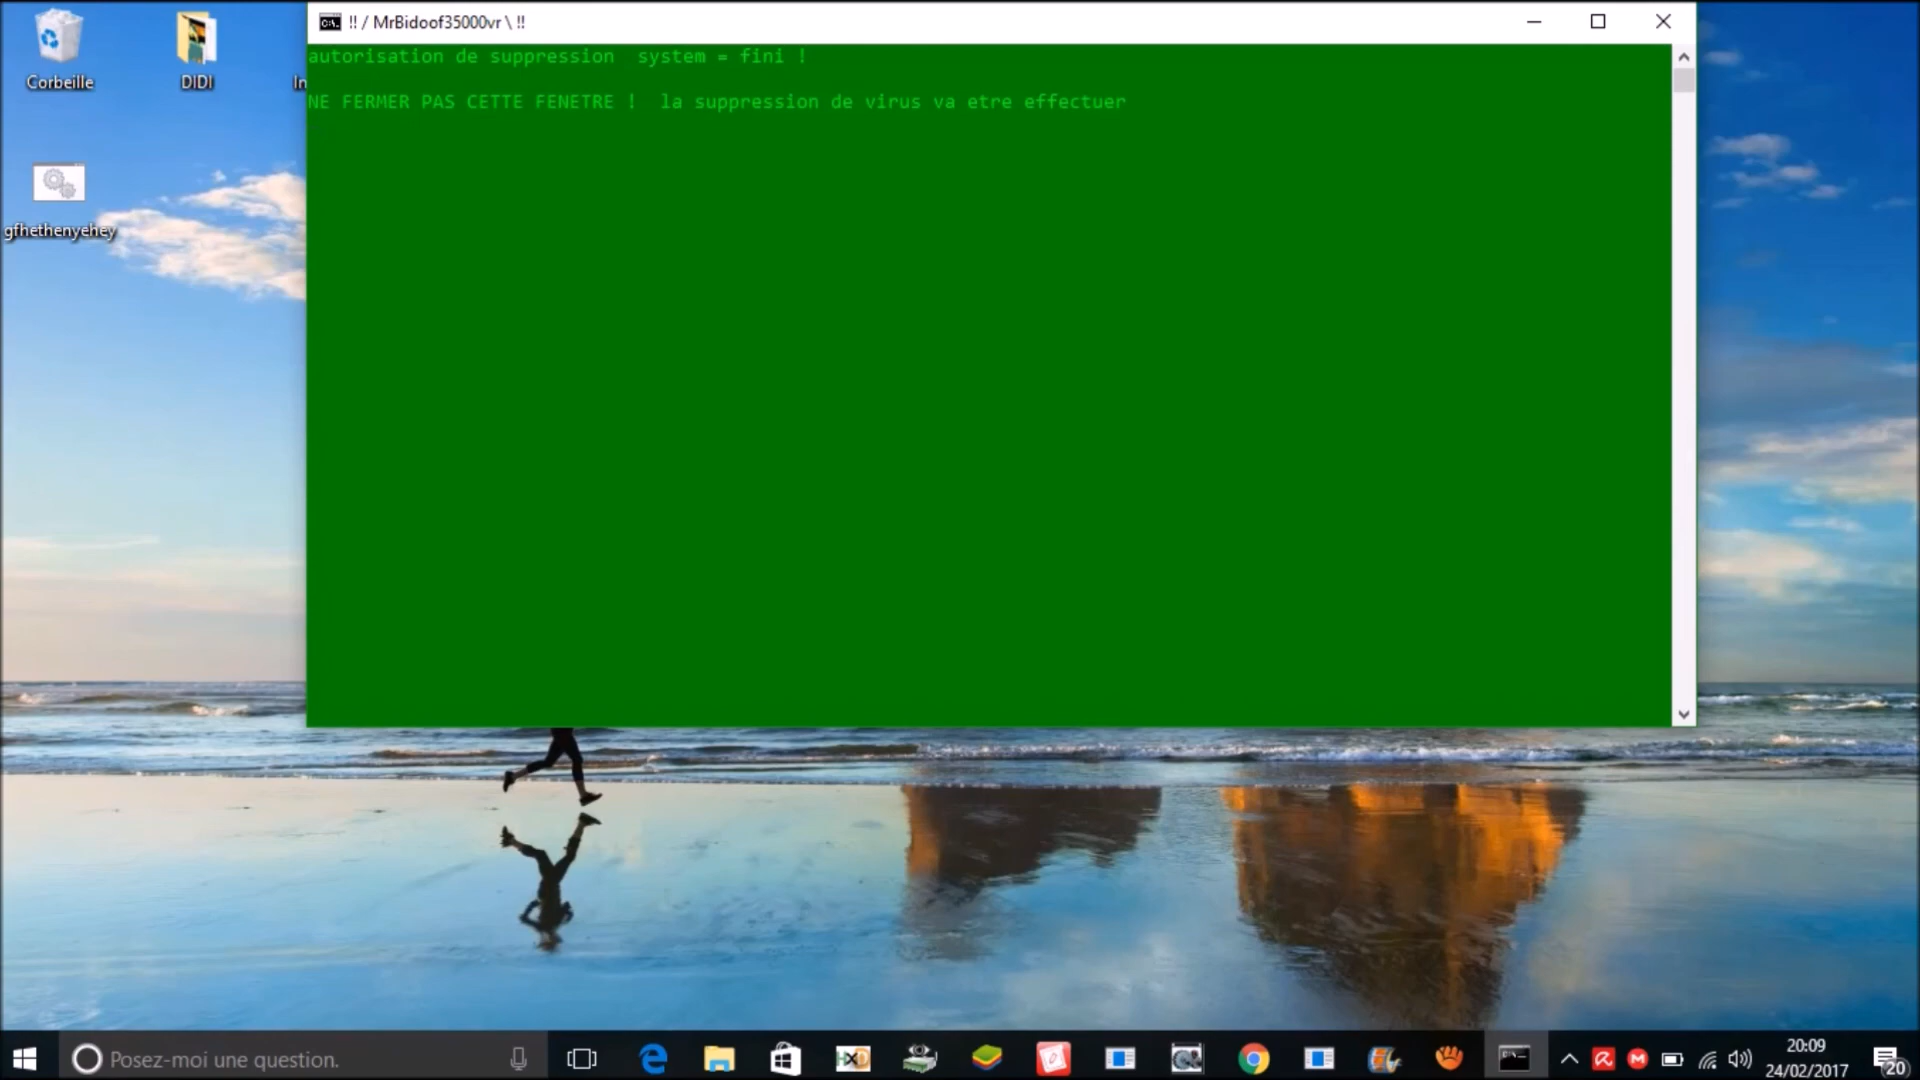 !! / MrBidoof35000vr \ !!
autorisation de suppression  system = fini !
NE FERMER PAS CETTE FENETRE !  la suppression de virus va etre effectuer
Corbeille
DIDI
In
gfhethenyehey
Posez-moi une question.
20:09
24/02/2017
20